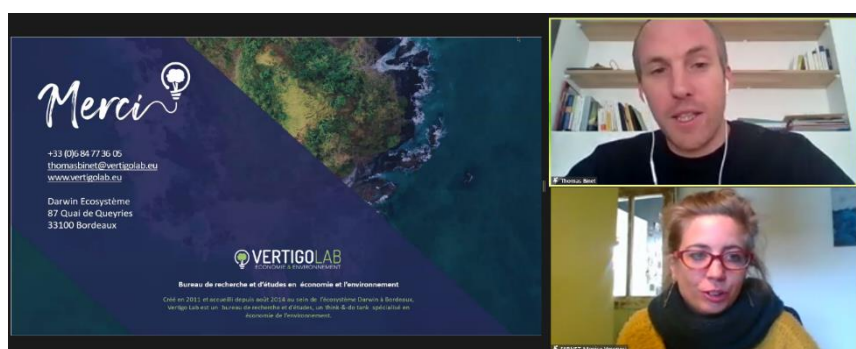 Merci
+33 (0)6 84 77 36 05
thomasbinet@vertigolab.eu
www.vertigolab.eu
Darwin Ecosystème
87 Quai de Queyries
33100 Bordeaux
VERTIGOLAB
ECONOMIE & ENVIRONNEMENT
Bureau de recherche et d'études en économie et l'environnement
Créé en 2011 et accueilli depuis août 2014 au sein de l'écosystème Darwin à Bordeaux,
Vertigo Lab est un bureau de recherche et d'études, un think-&-do tank, spécialisé en
économie de l'environnement.
Thomas Binet